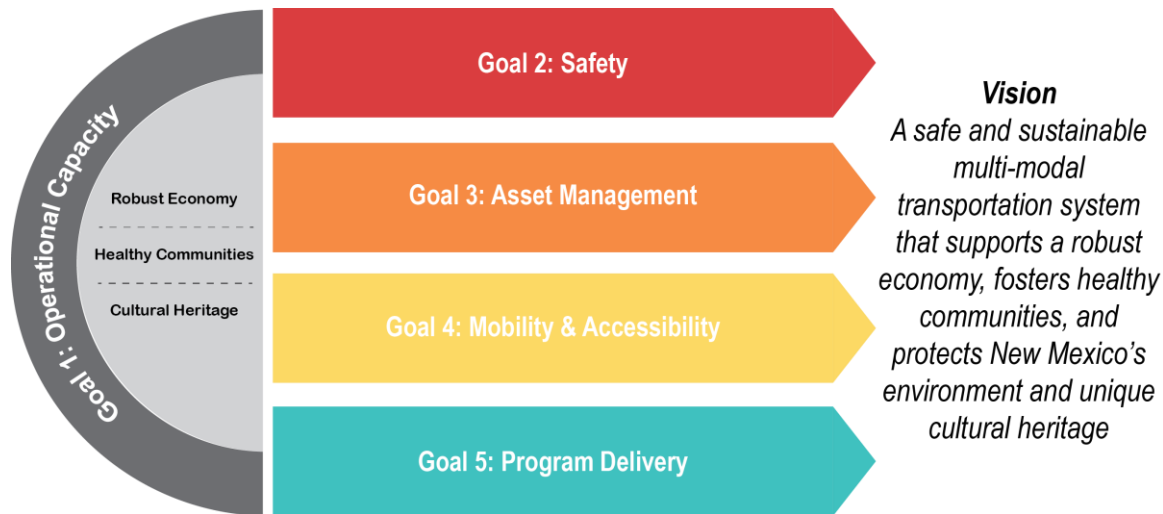 Goal 1: Operational Capacity
Robust Economy
Healthy Communities
Cultural Heritage
Goal 2: Safety
Goal 3: Asset Management
Goal 4: Mobility & Accessibility
Goal 5: Program Delivery
Vision
A safe and sustainable
multi-modal
transportation system
that supports a robust
economy, fosters healthy
communities, and
protects New Mexico’s
environment and unique
cultural heritage